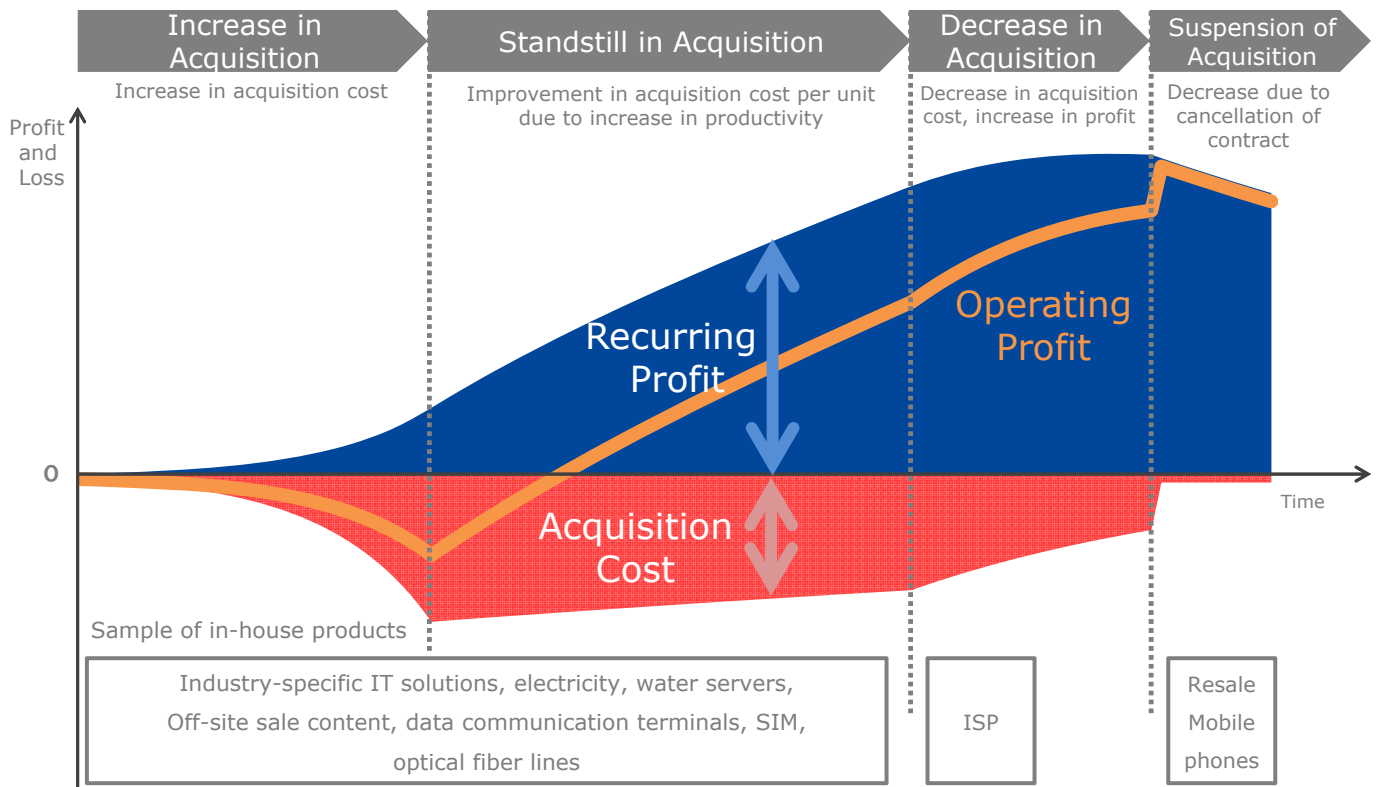 Increase in
Acquisition
Standstill in Acquisition
Decrease in
Acquisition
Suspension of
Acquisition
Increase in acquisition cost
Improvement in acquisition cost per unit
due to increase in productivity
Decrease in acquisition
cost, increase in profit
Decrease due to
cancellation of
contract
Profit
and
Loss
Recurring
Profit
Operating
Profit
0
Time
Acquisition
Cost
Sample of in-house products
Industry-specific IT solutions, electricity, water servers,
Off-site sale content, data communication terminals, SIM,
optical fiber lines
ISP
Resale
Mobile
phones